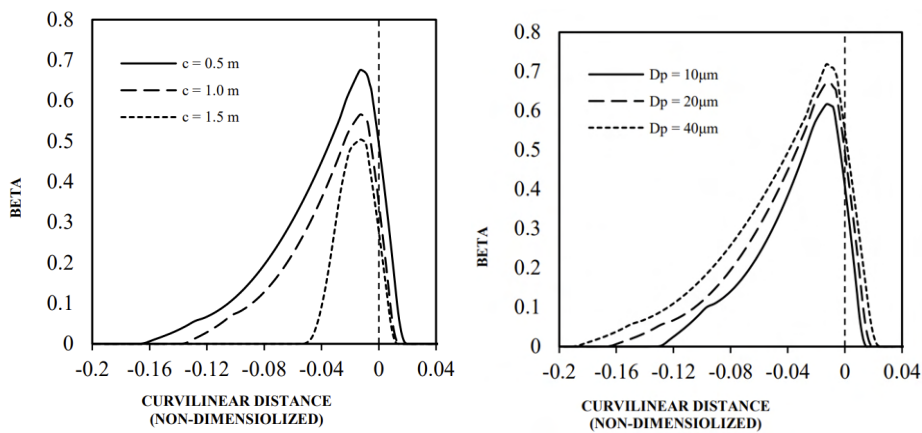 0.8
0.7
0.6
0.5
0.4
0.3
0.2
0.1
0
BETA
c = 0.5 m
c = 1.0 m
c = 1.5 m
-0.2 -0.16 -0.12 -0.08 -0.04 0 0.04
CURVILINEAR DISTANCE
(NON-DIMENSIOLIZED)
0.8
0.7
0.6
0.5
0.4
0.3
0.2
0.1
0
BETA
Dp = 10μm
Dp = 20μm
Dp = 40μm
-0.2 -0.16 -0.12 -0.08 -0.04 0 0.04
CURVILINEAR DISTANCE
(NON-DIMENSIOLIZED)